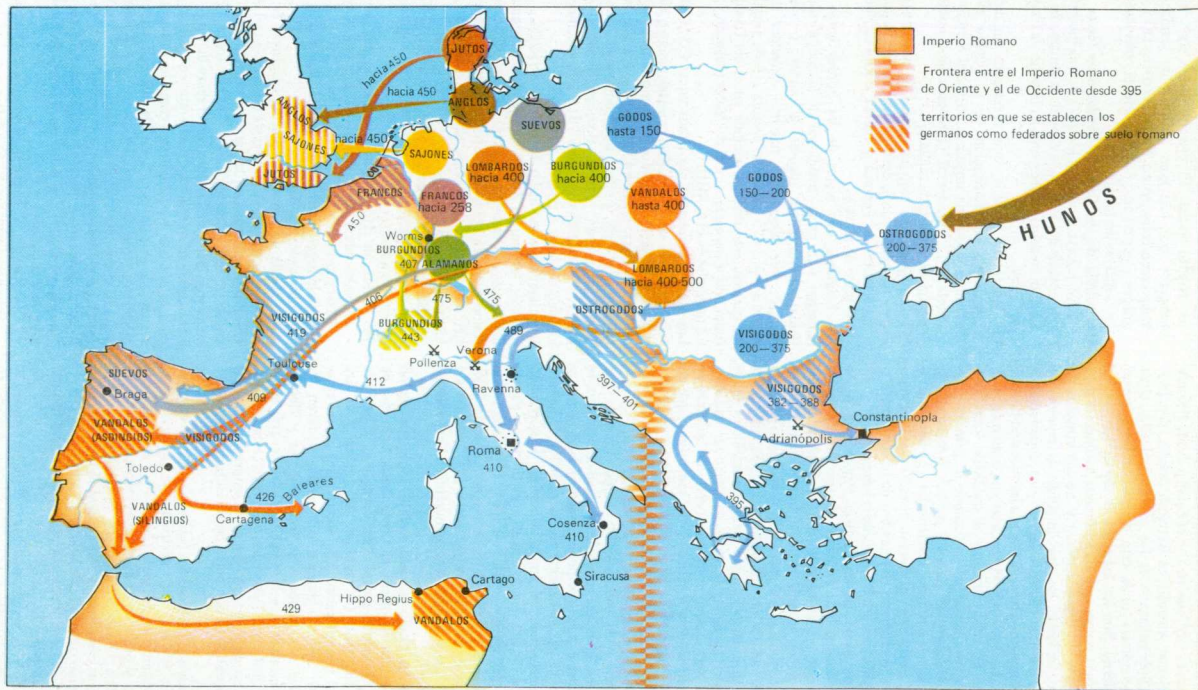 Imperio Romano
Frontera entre el Imperio Romano
de Oriente y el de Occidente desde 395
territorios en que se establecen los
germanos como federados sobre suelo romano
JUTOS
hacia 450
hacia 450
ANGLOS
ANGLOS
SAJONES
hacia 450
SAJONES
JUTOS
SUEVOS
GODOS
hasta 150
LOMBARDOS
hacia 400
BURGUNDIOS
hacia 400
VANDALOS
hasta 400
GODOS
150—200
HUNOS
OSTROGODOS
200—375
FRANCOS
FRANCOS
hacia 258
450
Worms
BURGUNDIOS
407
ALAMANOS
LOMBARDOS
hacia 400-500
406
475
475
OSTROGODOS
VISIGODOS
419
BURGUNDIOS
443
489
VISIGODOS
200—375
Pollenza
Verona
Toulouse
Ravenna
412
397—401
SUEVOS
Braga
409
VISIGODOS
382—388
Constantinopla
Adrianópolis
VANDALOS
(ASDINGIOS)
VISIGODOS
Roma
410
Toledo
VANDALOS
(SILINGIOS)
426
Baleares
Cartagena
395
Cosenza
410
Siracusa
Cartago
Hippo Regius
429
VANDALOS